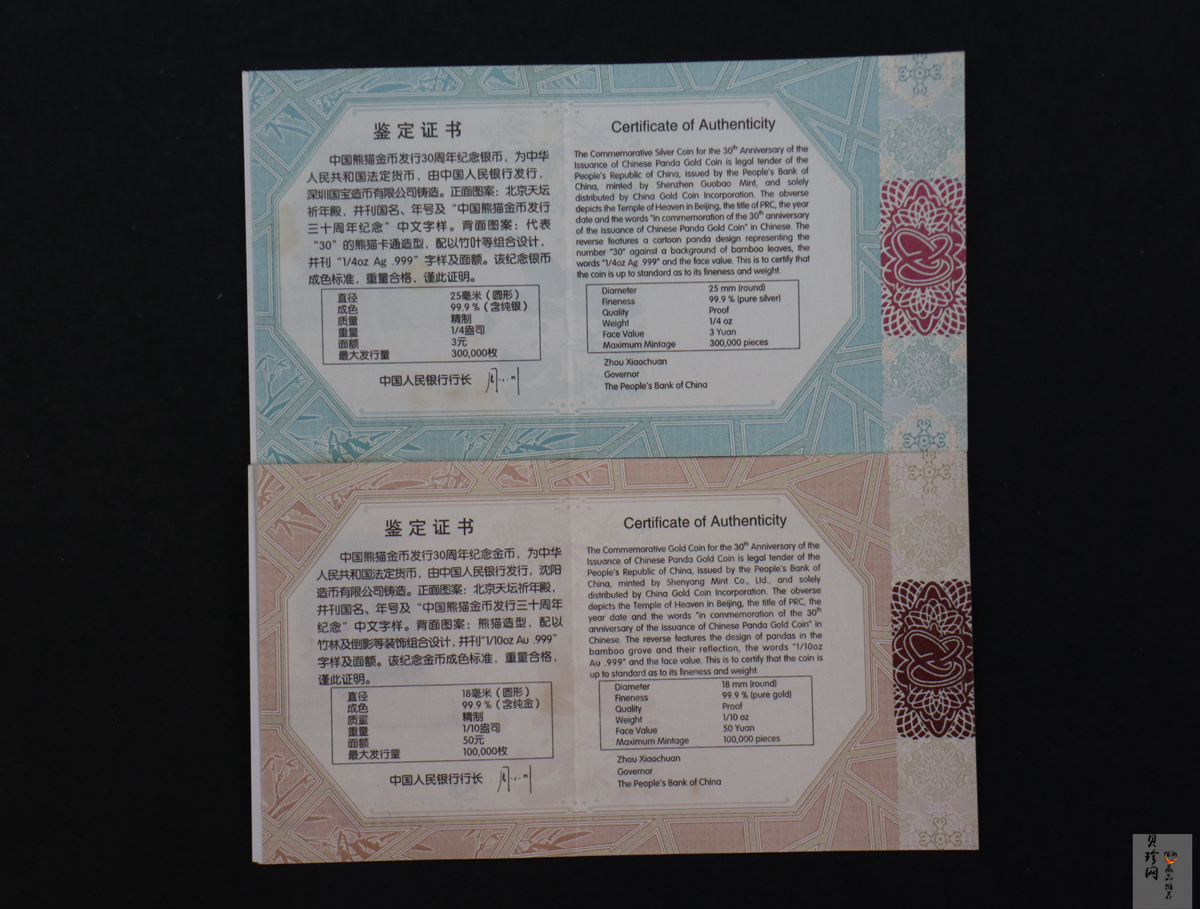 鉴定证书
中国熊猫金币发行30周年纪念银币，为中华
人民共和国法定货币，由中国人民银行发行，
深圳国宝造币有限公司铸造。正面图案：北京天坛
祈年殿，并刊国名、年号及“中国熊猫金币发行
三十周年纪念”中文字样。背面图案：代表
“30”的熊猫卡通造型，配以竹叶等组合设计，
并刊“1/4oz Ag .999”字样及面额。该纪念银币
成色标准，重量合格，谨此证明。
直径 25毫米（圆形）
成色 99.9％（含纯银）
质量 精制
重量 1/4盎司
面额 3元
最大发行量 300,000枚
中国人民银行行长
Certificate of Authenticity
The Commemorative Silver Coin for the 30th Anniversary of the
Issuance of Chinese Panda Gold Coin is legal tender of the
People's Republic of China, issued by the People's Bank of
China, minted by Shenzhen Guobao Mint, and solely
distributed by China Gold Coin Incorporation. The obverse
depicts the Temple of Heaven in Beijing, the title of PRC, the year
date and the words "in commemoration of the 30th anniversary
of the issuance of Chinese Panda Gold Coin" in Chinese. The
reverse features a cartoon panda design representing the
number "30" against a background of bamboo leaves, the
words "1/4oz Ag .999" and the face value. This is to certify that
the coin is up to standard as to its fineness and weight.
Diameter 25 mm (round)
Fineness 99.9 % (pure silver)
Quality Proof
Weight 1/4 oz
Face Value 3 Yuan
Maximum Mintage 300,000 pieces
Zhou Xiaochuan
Governor
The People's Bank of China
鉴定证书
中国熊猫金币发行30周年纪念金币，为中华
人民共和国法定货币，由中国人民银行发行，沈阳
造币有限公司铸造。正面图案：北京天坛祈年殿，
并刊国名、年号及“中国熊猫金币发行三十周年
纪念”中文字样。背面图案：熊猫造型，配以
竹林及倒影等装饰组合设计，并刊“1/10oz Au .999”
字样及面额。该纪念金币成色标准，重量合格，
谨此证明。
直径 18毫米（圆形）
成色 99.9％（含纯金）
质量 精制
重量 1/10盎司
面额 50元
最大发行量 100,000枚
中国人民银行行长
Certificate of Authenticity
The Commemorative Gold Coin for the 30th Anniversary of the
Issuance of Chinese Panda Gold Coin is legal tender of the
People's Republic of China, issued by the People's Bank of
China, minted by Shenyang Mint Co., Ltd., and solely
distributed by China Gold Coin Incorporation. The obverse
depicts the Temple of Heaven in Beijing, the title of PRC, the
year date and the words "in commemoration of the 30th
anniversary of the issuance of Chinese Panda Gold Coin" in
Chinese. The reverse features the design of pandas in the
bamboo grove and their reflection, the words "1/10oz
Au .999" and the face value. This is to certify that the coin is
up to standard as to its fineness and weight.
Diameter 18 mm (round)
Fineness 99.9 % (pure gold)
Quality Proof
Weight 1/10 oz
Face Value 50 Yuan
Maximum Mintage 100,000 pieces
Zhou Xiaochuan
Governor
The People's Bank of China
贝珍网